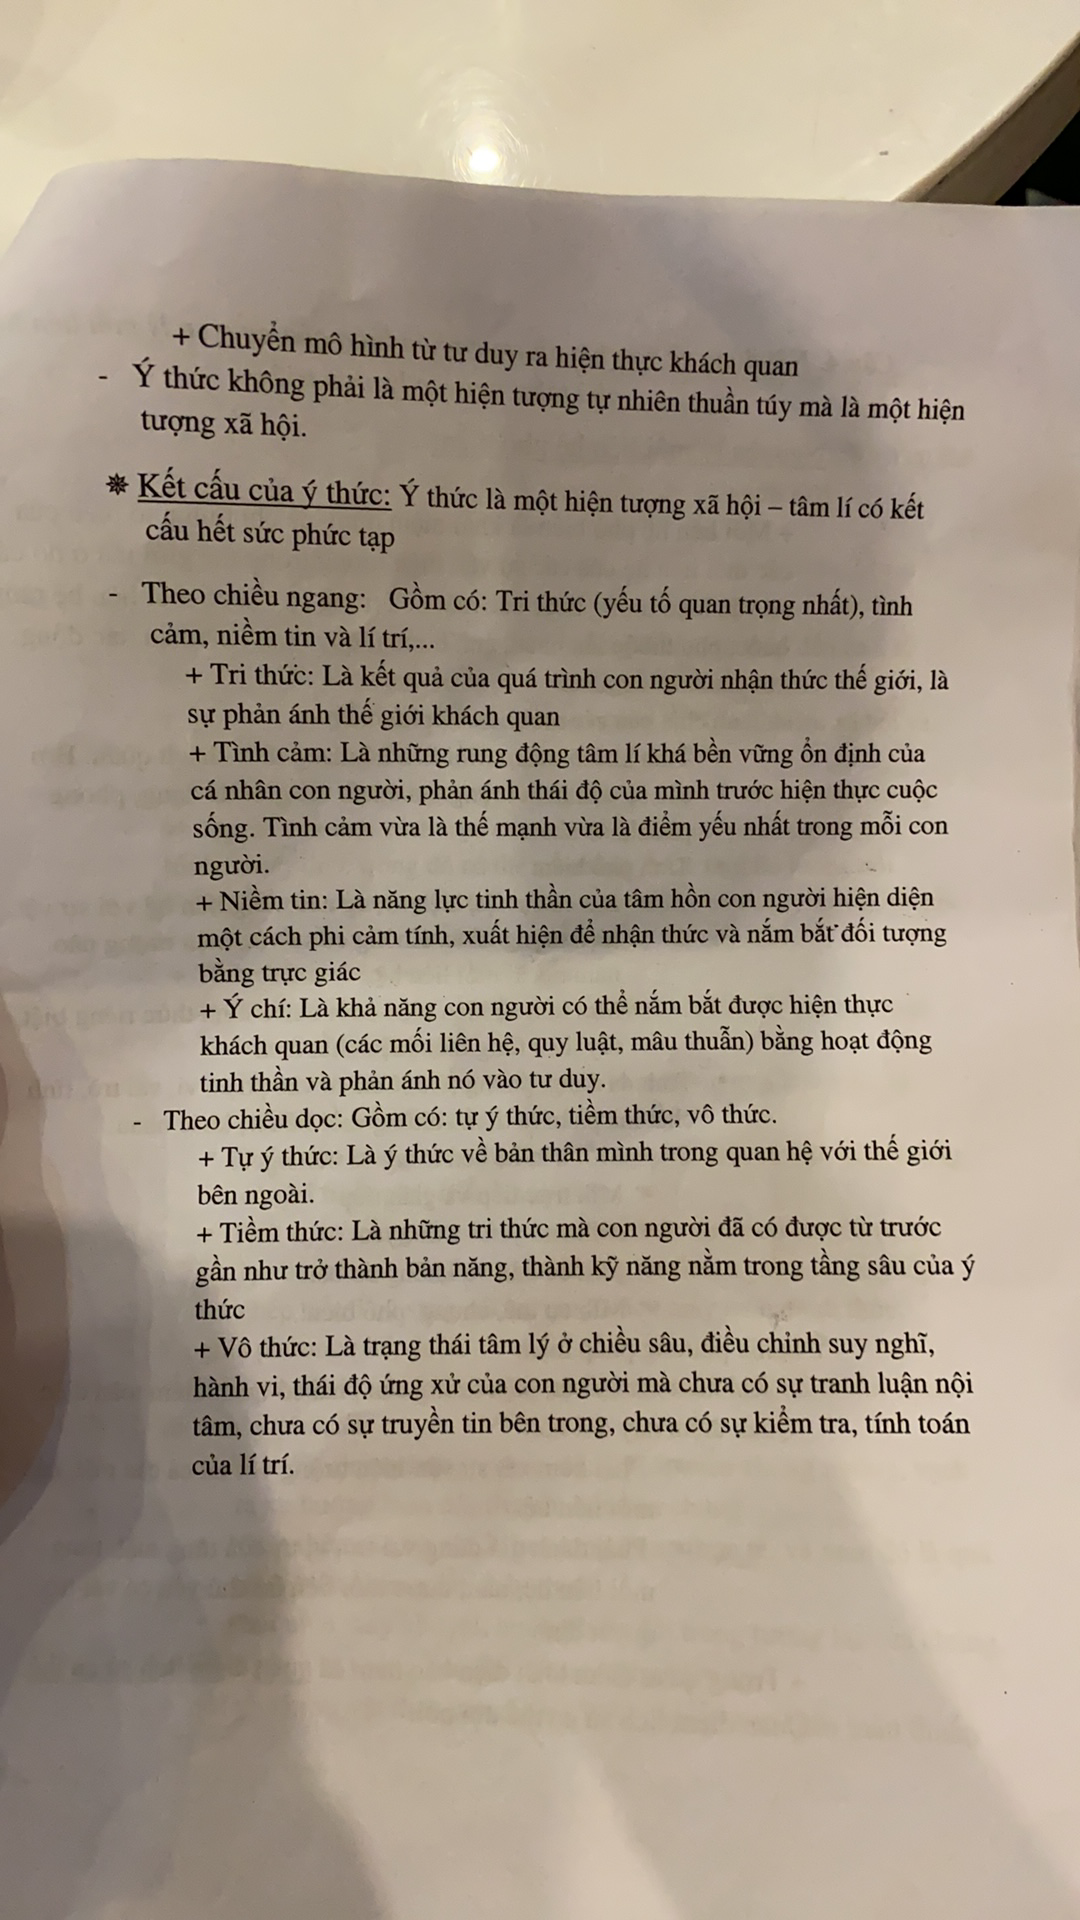 + Chuyển mô hình từ tư duy ra hiện thực khách quan
- Ý thức không phải là một hiện tượng tự nhiên thuần túy mà là một hiện
tượng xã hội.
✵ Kết cấu của ý thức: Ý thức là một hiện tượng xã hội – tâm lí có kết
cấu hết sức phức tạp
- Theo chiều ngang: Gồm có: Tri thức (yếu tố quan trọng nhất), tình
cảm, niềm tin và lí trí,...
+ Tri thức: Là kết quả của quá trình con người nhận thức thế giới, là
sự phản ánh thế giới khách quan
+ Tình cảm: Là những rung động tâm lí khá bền vững ổn định của
cá nhân con người, phản ánh thái độ của mình trước hiện thực cuộc
sống. Tình cảm vừa là thế mạnh vừa là điểm yếu nhất trong mỗi con
người.
+ Niềm tin: Là năng lực tinh thần của tâm hồn con người hiện diện
một cách phi cảm tính, xuất hiện để nhận thức và nắm bắt đối tượng
bằng trực giác
+ Ý chí: Là khả năng con người có thể nắm bắt được hiện thực
khách quan (các mối liên hệ, quy luật, mâu thuẫn) bằng hoạt động
tinh thần và phản ánh nó vào tư duy.
- Theo chiều dọc: Gồm có: tự ý thức, tiềm thức, vô thức.
+ Tự ý thức: Là ý thức về bản thân mình trong quan hệ với thế giới
bên ngoài.
+ Tiềm thức: Là những tri thức mà con người đã có được từ trước
gần như trở thành bản năng, thành kỹ năng nằm trong tầng sâu của ý
thức
+ Vô thức: Là trạng thái tâm lý ở chiều sâu, điều chỉnh suy nghĩ,
hành vi, thái độ ứng xử của con người mà chưa có sự tranh luận nội
tâm, chưa có sự truyền tin bên trong, chưa có sự kiểm tra, tính toán
của lí trí.